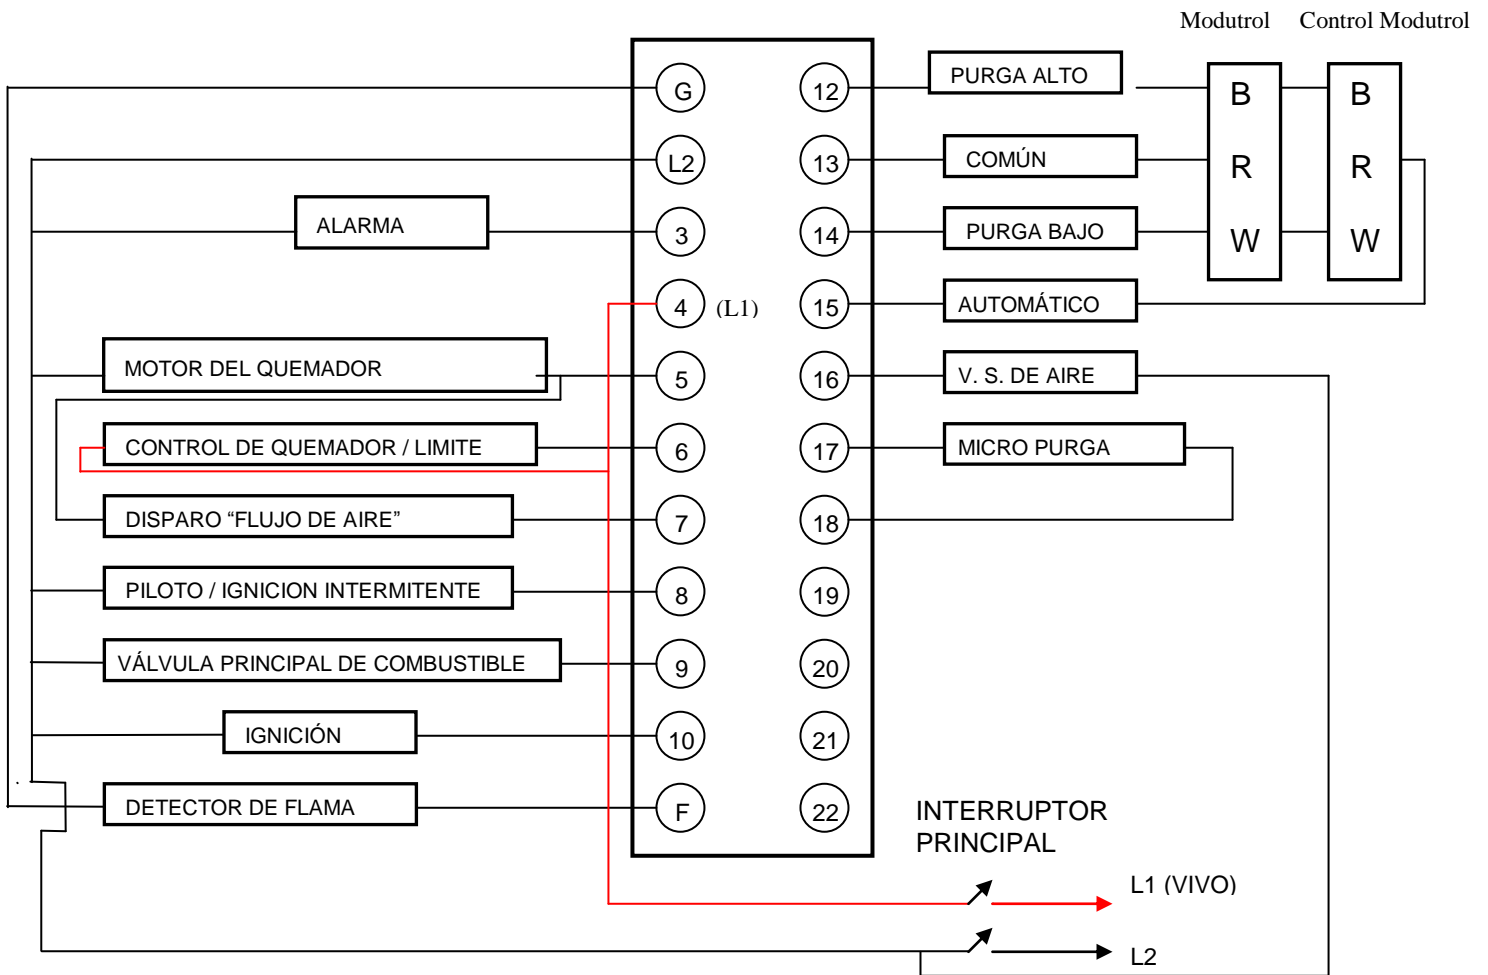 Modutrol Control Modutrol
G 12 PURGA ALTO B B
L2 13 COMÚN R R
ALARMA 3 14 PURGA BAJO W W
4 (L1) 15 AUTOMÁTICO
MOTOR DEL QUEMADOR 5 16 V. S. DE AIRE
CONTROL DE QUEMADOR / LIMITE 6 17 MICRO PURGA
DISPARO “FLUJO DE AIRE” 7 18
PILOTO / IGNICION INTERMITENTE 8 19
VÁLVULA PRINCIPAL DE COMBUSTIBLE 9 20
IGNICIÓN 10 21
DETECTOR DE FLAMA F 22
INTERRUPTOR
PRINCIPAL
L1 (VIVO)
L2